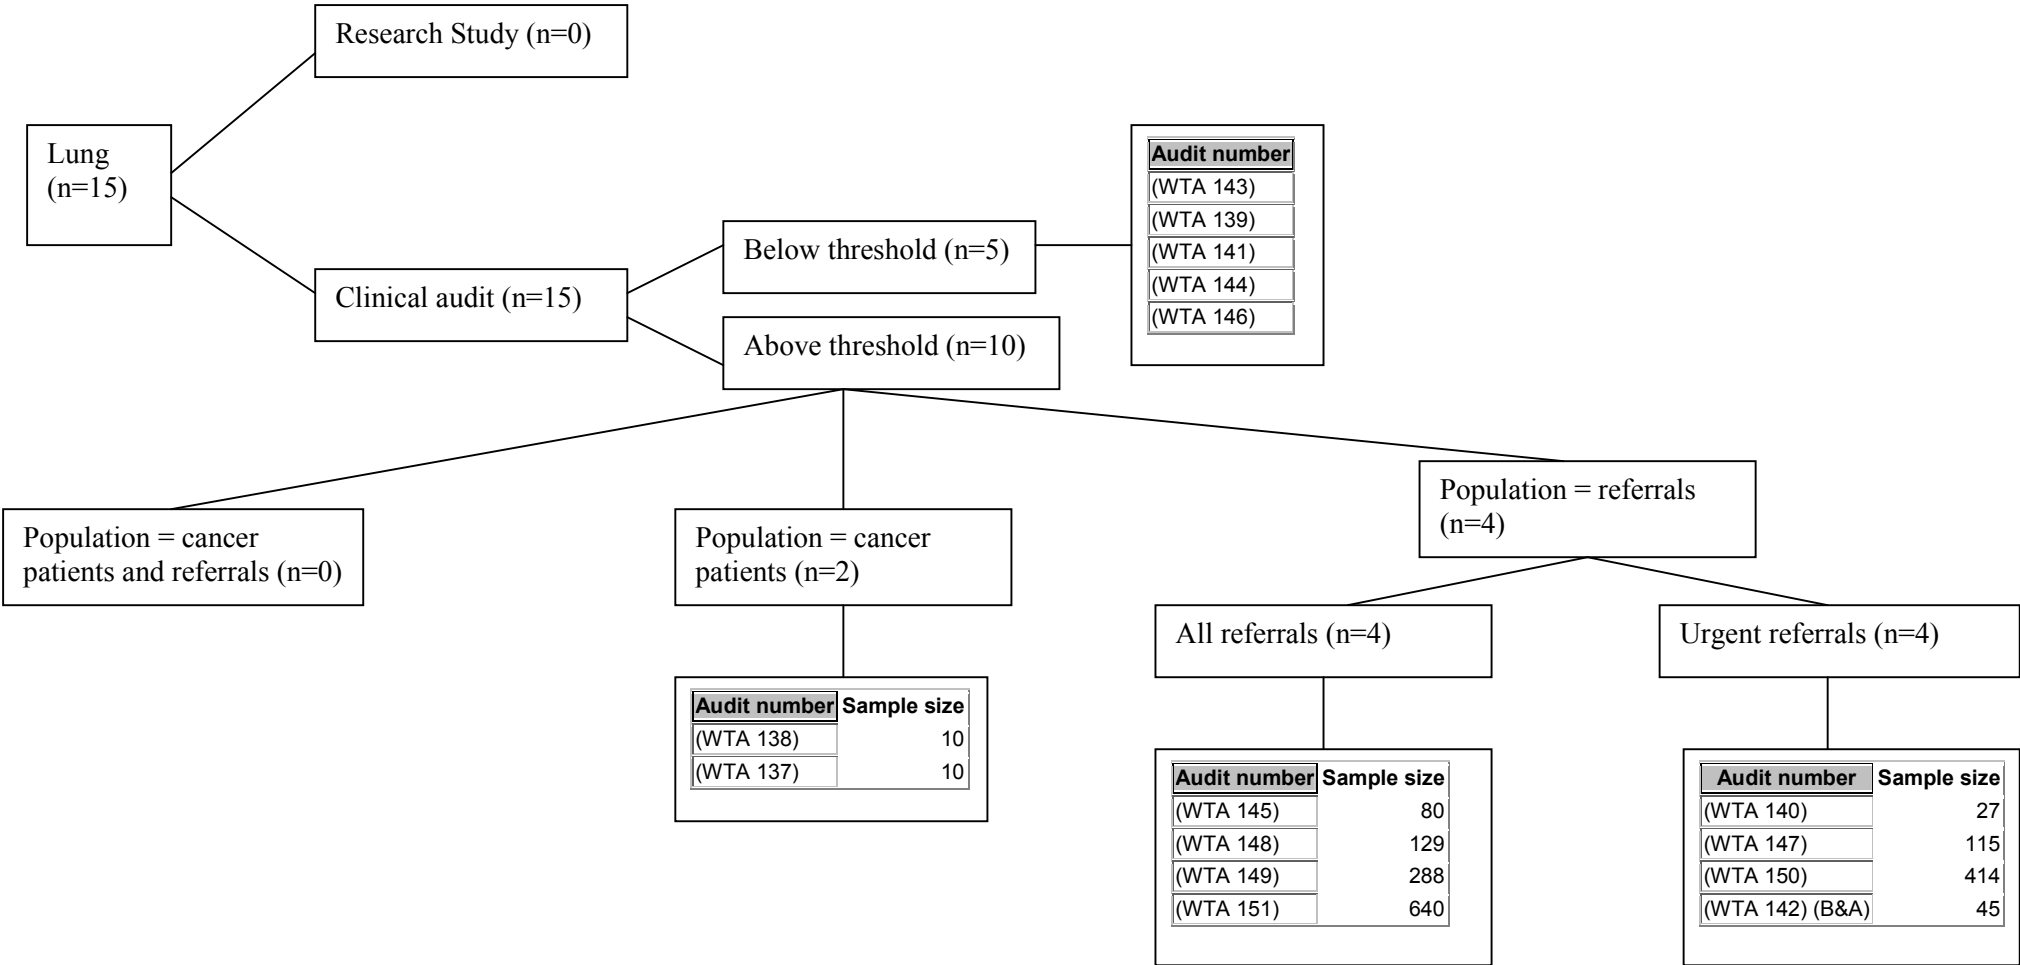 Research Study (n=0)
Lung
(n=15)
Clinical audit (n=15)
Below threshold (n=5)
Above threshold (n=10)
Audit number
(WTA 143)
(WTA 139)
(WTA 141)
(WTA 144)
(WTA 146)
Population = cancer
patients and referrals (n=0)
Population = cancer
patients (n=2)
Audit number Sample size
(WTA 138) 10
(WTA 137) 10
Population = referrals
(n=4)
All referrals (n=4)
Audit number Sample size
(WTA 145) 80
(WTA 148) 129
(WTA 149) 288
(WTA 151) 640
Urgent referrals (n=4)
Audit number Sample size
(WTA 140) 27
(WTA 147) 115
(WTA 150) 414
(WTA 142) (B&A) 45